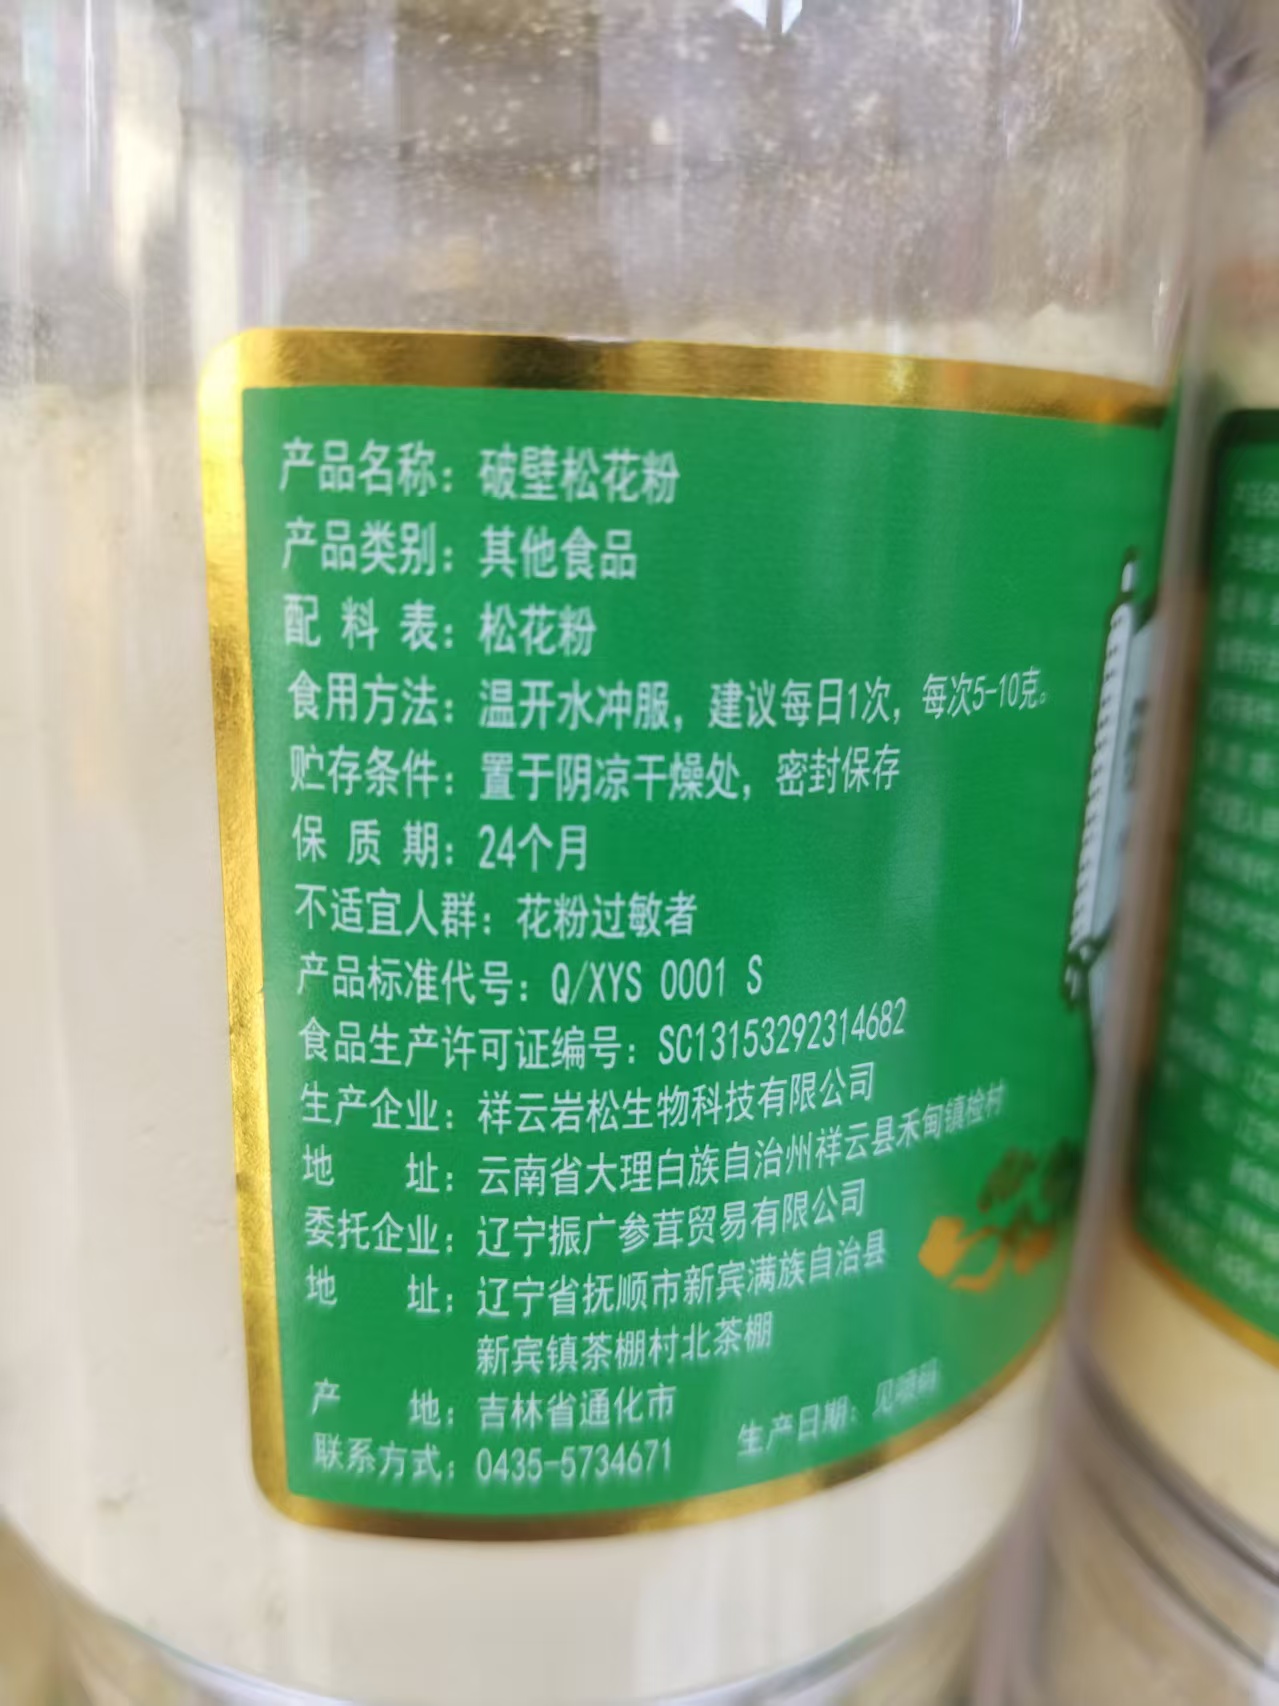 产品名称：破壁松花粉
产品类别：其他食品
配料表：松花粉
食用方法：温开水冲服，建议每日1次，每次5-10克。
贮存条件：置于阴凉干燥处，密封保存
保质期：24个月
不适宜人群：花粉过敏者
产品标准代号：Q/XYS 0001 S
食品生产许可证编号：SC13153292314682
生产企业：祥云岩松生物科技有限公司
地址：云南省大理白族自治州祥云县禾甸镇检村
委托企业：辽宁振广参茸贸易有限公司
地址：辽宁省抚顺市新宾满族自治县
新宾镇茶棚村北茶棚
产地：吉林省通化市
联系方式：0435-5734671 生产日期：见喷码